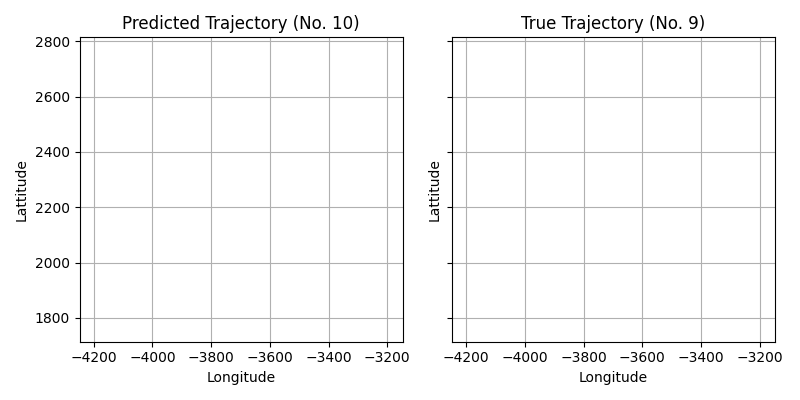 Predicted Trajectory (No. 10)
True Trajectory (No. 9)
2800
2600
2400
2200
2000
1800
Lattitude
Lattitude
−4200 −4000 −3800 −3600 −3400 −3200
−4200 −4000 −3800 −3600 −3400 −3200
Longitude
Longitude